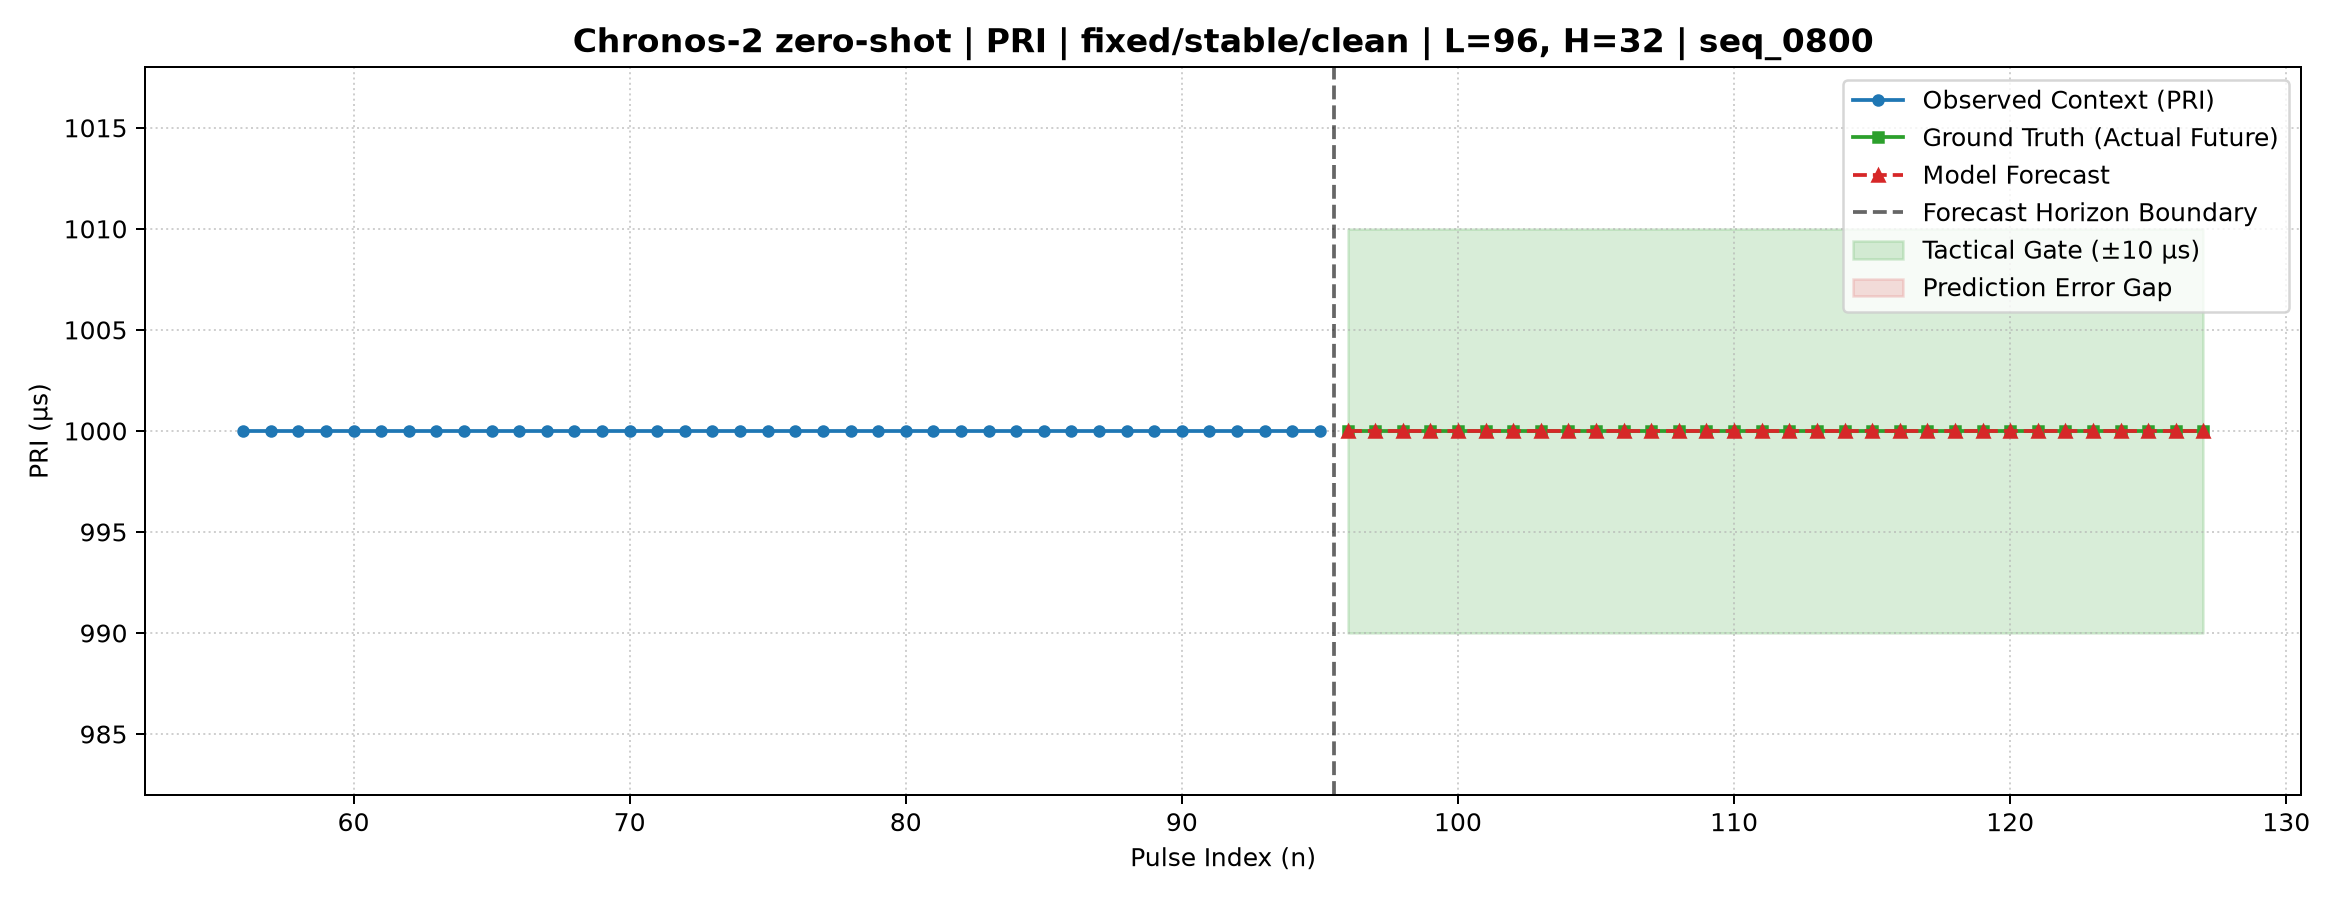 Chronos-2 zero-shot | PRI | fixed/stable/clean | L=96, H=32 | seq_0800
Observed Context (PRI)
Ground Truth (Actual Future)
Model Forecast
Forecast Horizon Boundary
Tactical Gate (±10 µs)
Prediction Error Gap
PRI (µs)
1015
1010
1005
1000
995
990
985
60 70 80 90 100 110 120 130
Pulse Index (n)